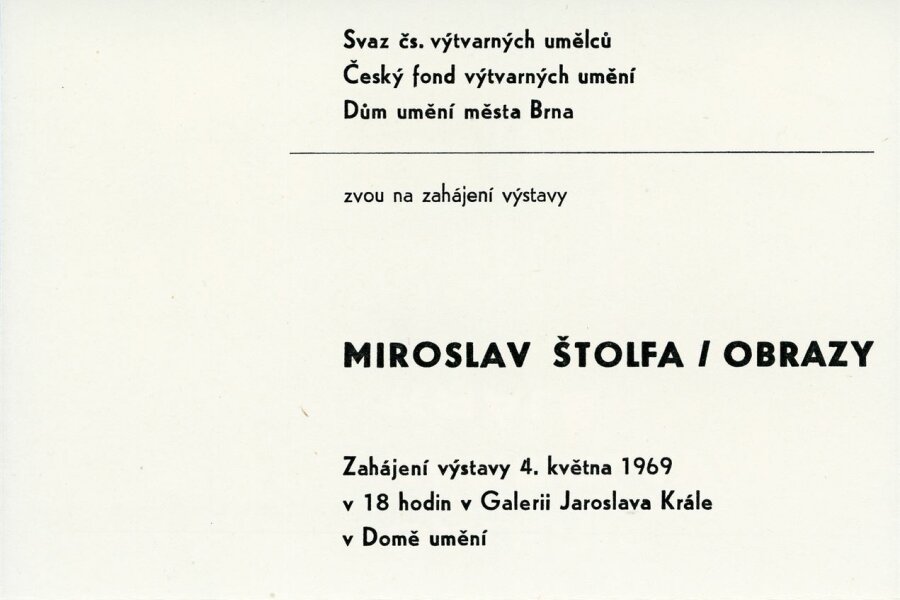 Svaz čs. výtvarných umělců
Český fond výtvarných umění
Dům umění města Brna
zvou na zahájení výstavy
MIROSLAV ŠTOLFA / OBRAZY
Zahájení výstavy 4. května 1969
v 18 hodin v Galerii Jaroslava Krále
v Domě umění